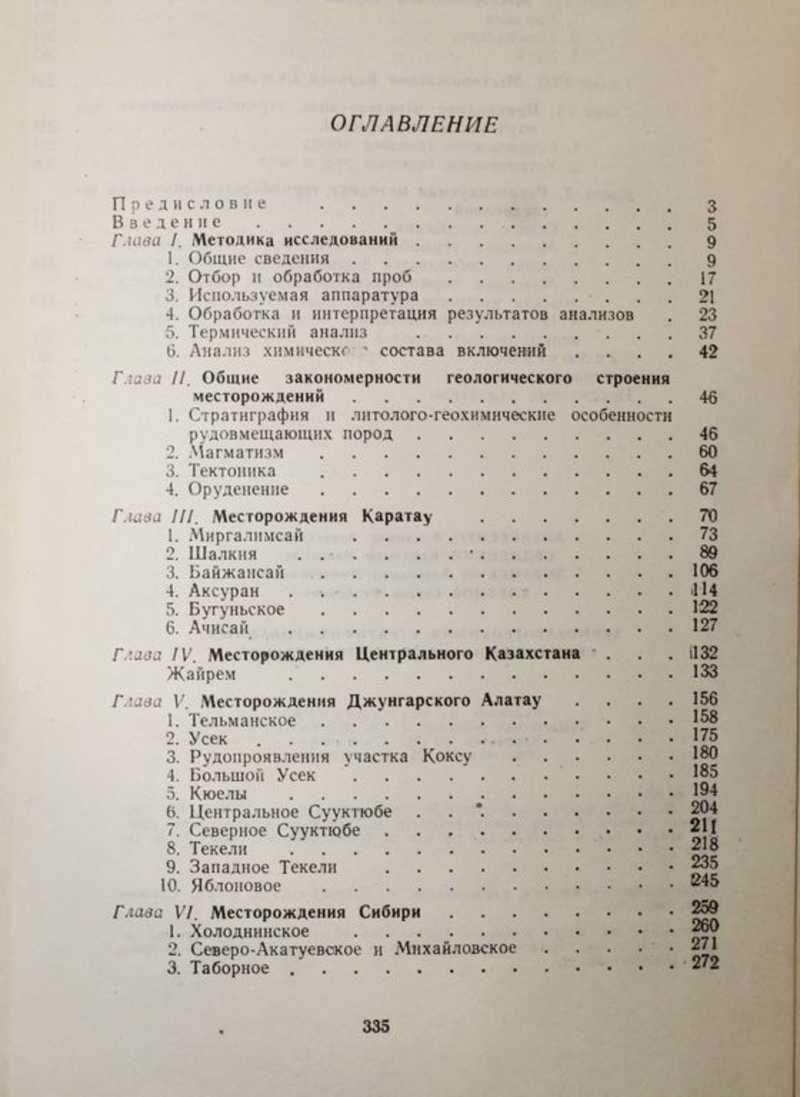 ОГЛАВЛЕНИЕ
Предисловие . . . . . . . . . . . . 3
Введение . . . . . . . . . . . . . . 5
Глава I. Методика исследований . . . . . . . . . 9
1. Общие сведения . . . . . . . . . . . 9
2. Отбор и обработка проб . . . . . . . . 17
3. Используемая аппаратура . . . . . . . . 21
4. Обработка и интерпретация результатов анализов . 23
5. Термический анализ . . . . . . . . . 37
6. Анализ химическо состава включений . . . . 42
Глава II. Общие закономерности геологического строения
месторождений . . . . . . . . . . . 46
1. Стратиграфия и литолого-геохимические особенности
рудовмещающих пород . . . . . . . . . 46
2. Магматизм . . . . . . . . . . . . 60
3. Тектоника . . . . . . . . . . . . 64
4. Оруденение . . . . . . . . . . . . 67
Глава III. Месторождения Каратау . . . . . . . 70
1. Миргалимсай . . . . . . . . . . . 73
2. Шалкия . . . . . . . . . . . . . 89
3. Байжансай . . . . . . . . . . . . 106
4. Аксуран . . . . . . . . . . . . . 114
5. Бугуньское . . . . . . . . . . . . 122
6. Ачисай . . . . . . . . . . . . . 127
Глава IV. Месторождения Центрального Казахстана . . . 132
Жайрем . . . . . . . . . . . . . 133
Глава V. Месторождения Джунгарского Алатау . . . . 156
1. Тельманское . . . . . . . . . . . . 158
2. Усек . . . . . . . . . . . . . . 175
3. Рудопроявления участка Коксу . . . . . . 180
4. Большой Усек . . . . . . . . . . . 185
5. Кюелы . . . . . . . . . . . . . 194
6. Центральное Сууктюбе . . . . . . . . . 204
7. Северное Сууктюбе . . . . . . . . . . 211
8. Текели . . . . . . . . . . . . . 218
9. Западное Текели . . . . . . . . . . 235
10. Яблоновое . . . . . . . . . . . . 245
Глава VI. Месторождения Сибири . . . . . . . . 259
1. Холоднинское . . . . . . . . . . . 260
2. Северо-Акатуевское и Михайловское . . . . . 271
3. Таборное . . . . . . . . . . . . . 272
335